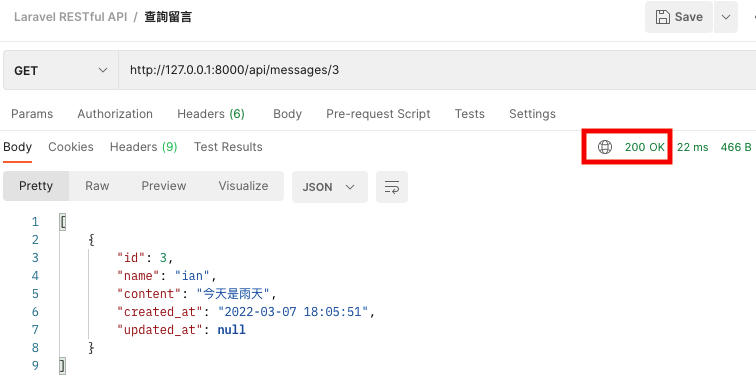 Laravel RESTful API / 查詢留言
Save
GET http://127.0.0.1:8000/api/messages/3
Params Authorization Headers (6) Body Pre-request Script Tests Settings
Body Cookies Headers (9) Test Results 200 OK 22 ms 466 B
Pretty Raw Preview Visualize JSON
1 [
2 {
3 "id": 3,
4 "name": "ian",
5 "content": "今天是雨天",
6 "created_at": "2022-03-07 18:05:51",
7 "updated_at": null
8 }
9 ]